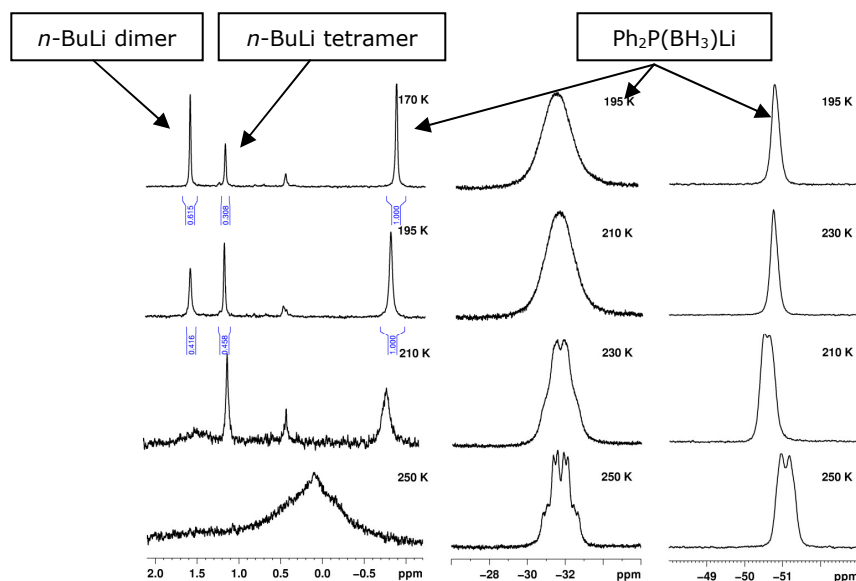 n-BuLi dimer
n-BuLi tetramer
Ph₂P(BH₃)Li
170 K
195 K
195 K
0.615
0.308
1.000
195 K
210 K
230 K
0.416
0.458
1.000
210 K
230 K
210 K
250 K
250 K
250 K
2.0 1.5 1.0 0.5 0.0 −0.5 ppm
−28 −30 −32 ppm
−49 −50 −51 ppm